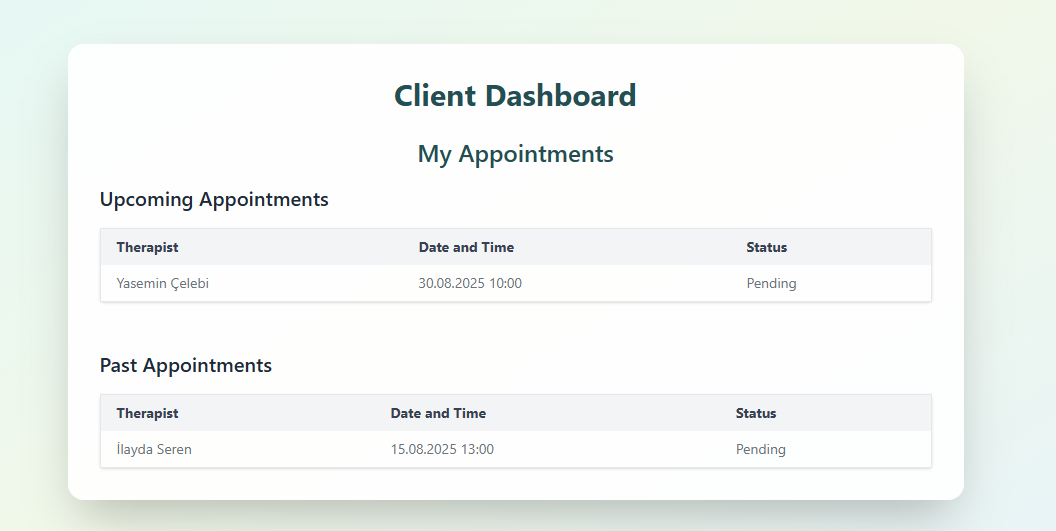 Client Dashboard
My Appointments
Upcoming Appointments
Therapist Date and Time Status
Yasemin Çelebi 30.08.2025 10:00 Pending
Past Appointments
Therapist Date and Time Status
İlayda Seren 15.08.2025 13:00 Pending